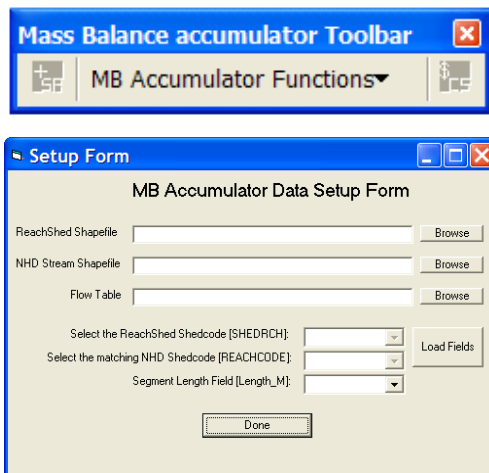 Mass Balance accumulator Toolbar
+ SF MB Accumulator Functions CS
Setup Form
MB Accumulator Data Setup Form
ReachShed Shapefile Browse
NHD Stream Shapefile Browse
Flow Table Browse
Select the ReachShed Shedcode [SHEDRCH]:
Load Fields
Select the matching NHD Shedcode [REACHCODE]:
Segment Length Field [Length_M]:
Done